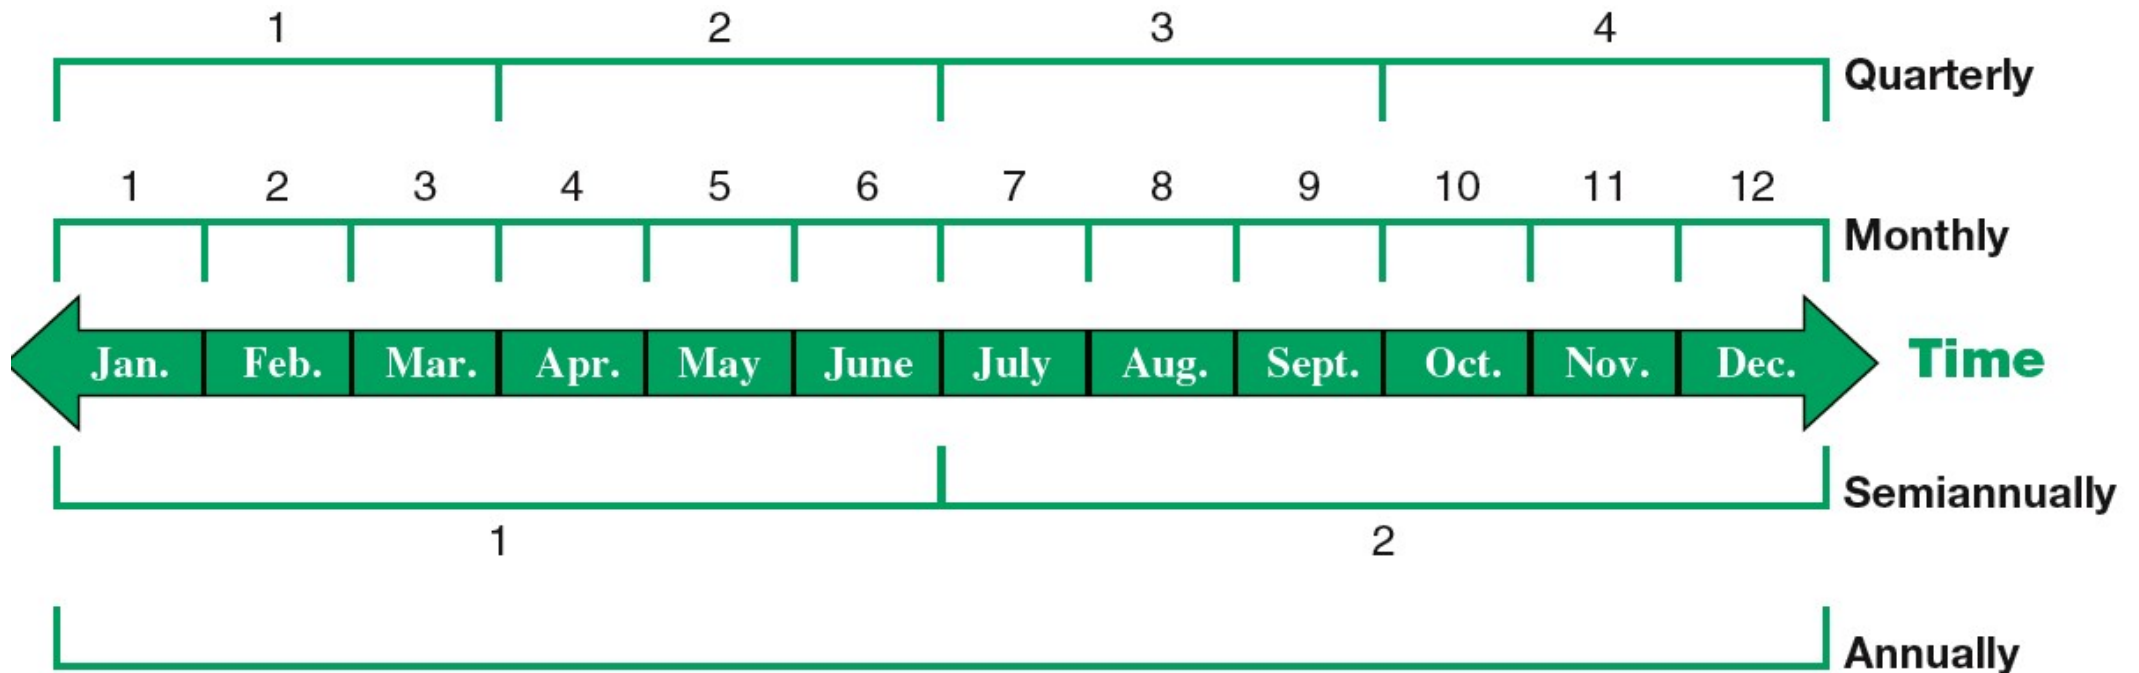 1 2 3 4
Quarterly
1 2 3 4 5 6 7 8 9 10 11 12
Monthly
Jan. Feb. Mar. Apr. May June July Aug. Sept. Oct. Nov. Dec. Time
Semiannually
1 2
Annually